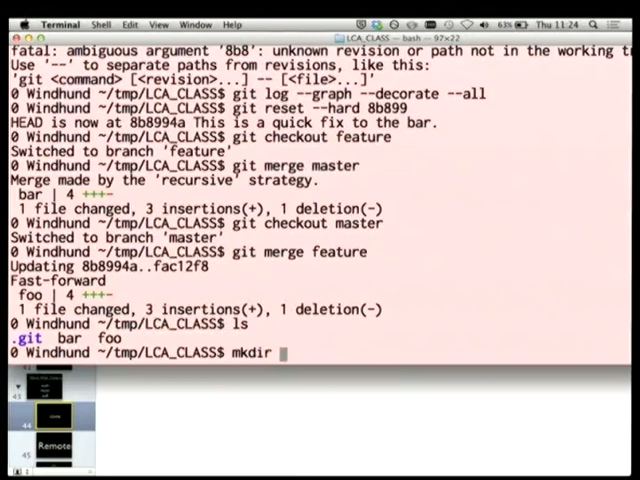 Terminal Shell Edit View Window Help 63% Thu 11:24
LCA_CLASS — bash — 97×22
fatal: ambiguous argument '8b8': unknown revision or path not in the working t
Use '--' to separate paths from revisions, like this:
'git <command> [<revision>...] -- [<file>...]'
0 Windhund ~/tmp/LCA_CLASS$ git log --graph --decorate --all
0 Windhund ~/tmp/LCA_CLASS$ git reset --hard 8b899
HEAD is now at 8b8994a This is a quick fix to the bar.
0 Windhund ~/tmp/LCA_CLASS$ git checkout feature
Switched to branch 'feature'
0 Windhund ~/tmp/LCA_CLASS$ git merge master
Merge made by the 'recursive' strategy.
bar | 4 +++-
1 file changed, 3 insertions(+), 1 deletion(-)
0 Windhund ~/tmp/LCA_CLASS$ git checkout master
Switched to branch 'master'
0 Windhund ~/tmp/LCA_CLASS$ git merge feature
Updating 8b8994a..fac12f8
Fast-forward
foo | 4 +++-
1 file changed, 3 insertions(+), 1 deletion(-)
0 Windhund ~/tmp/LCA_CLASS$ ls
.git bar foo
0 Windhund ~/tmp/LCA_CLASS$ mkdir
43
44
Remote
45